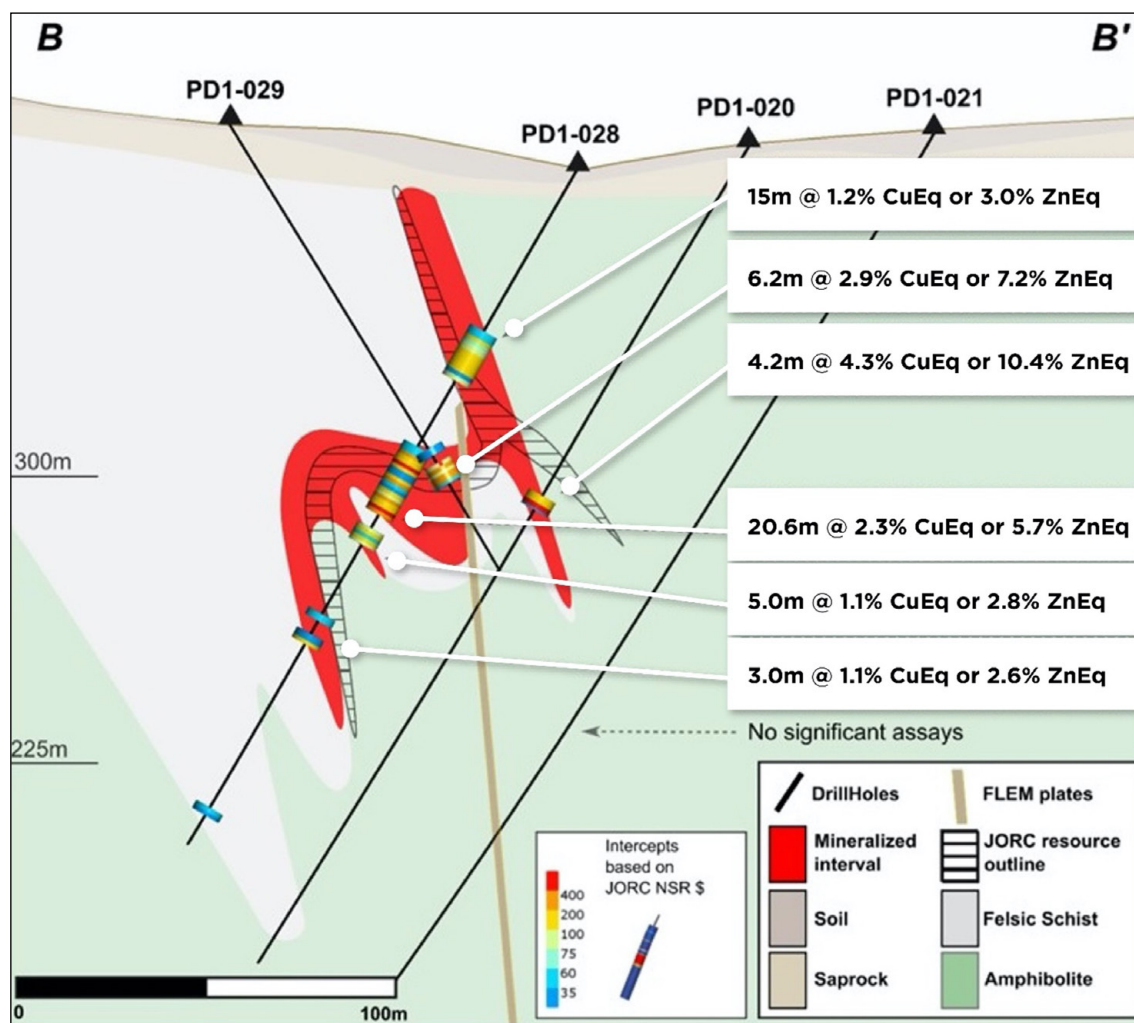 B
B'
PD1-029
PD1-028
PD1-020
PD1-021
15m @ 1.2% CuEq or 3.0% ZnEq
6.2m @ 2.9% CuEq or 7.2% ZnEq
4.2m @ 4.3% CuEq or 10.4% ZnEq
300m
20.6m @ 2.3% CuEq or 5.7% ZnEq
5.0m @ 1.1% CuEq or 2.8% ZnEq
3.0m @ 1.1% CuEq or 2.6% ZnEq
No significant assays
225m
Intercepts
based on
JORC NSR $
400
200
100
75
60
35
DrillHoles
FLEM plates
Mineralized
interval
JORC resource
outline
Soil
Felsic Schist
Saprock
Amphibolite
0
100m